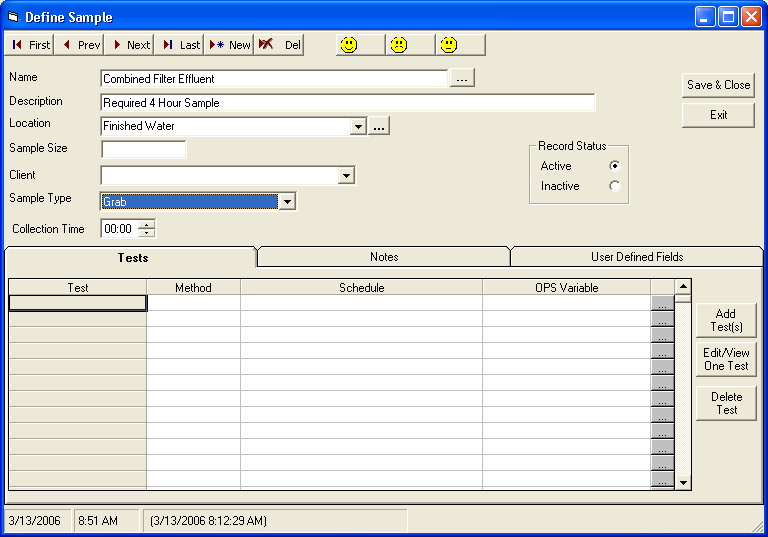 Define Sample
First Prev Next Last New Del
Name Combined Filter Effluent ...
Description Required 4 Hour Sample
Location Finished Water ...
Sample Size
Client
Sample Type Grab
Collection Time 00:00
Save & Close
Exit
Record Status
Active
Inactive
Tests Notes User Defined Fields
Test Method Schedule OPS Variable
...
...
...
...
...
...
...
...
...
...
...
...
Add
Test(s)
Edit/View
One Test
Delete
Test
3/13/2006 8:51 AM (3/13/2006 8:12:29 AM)